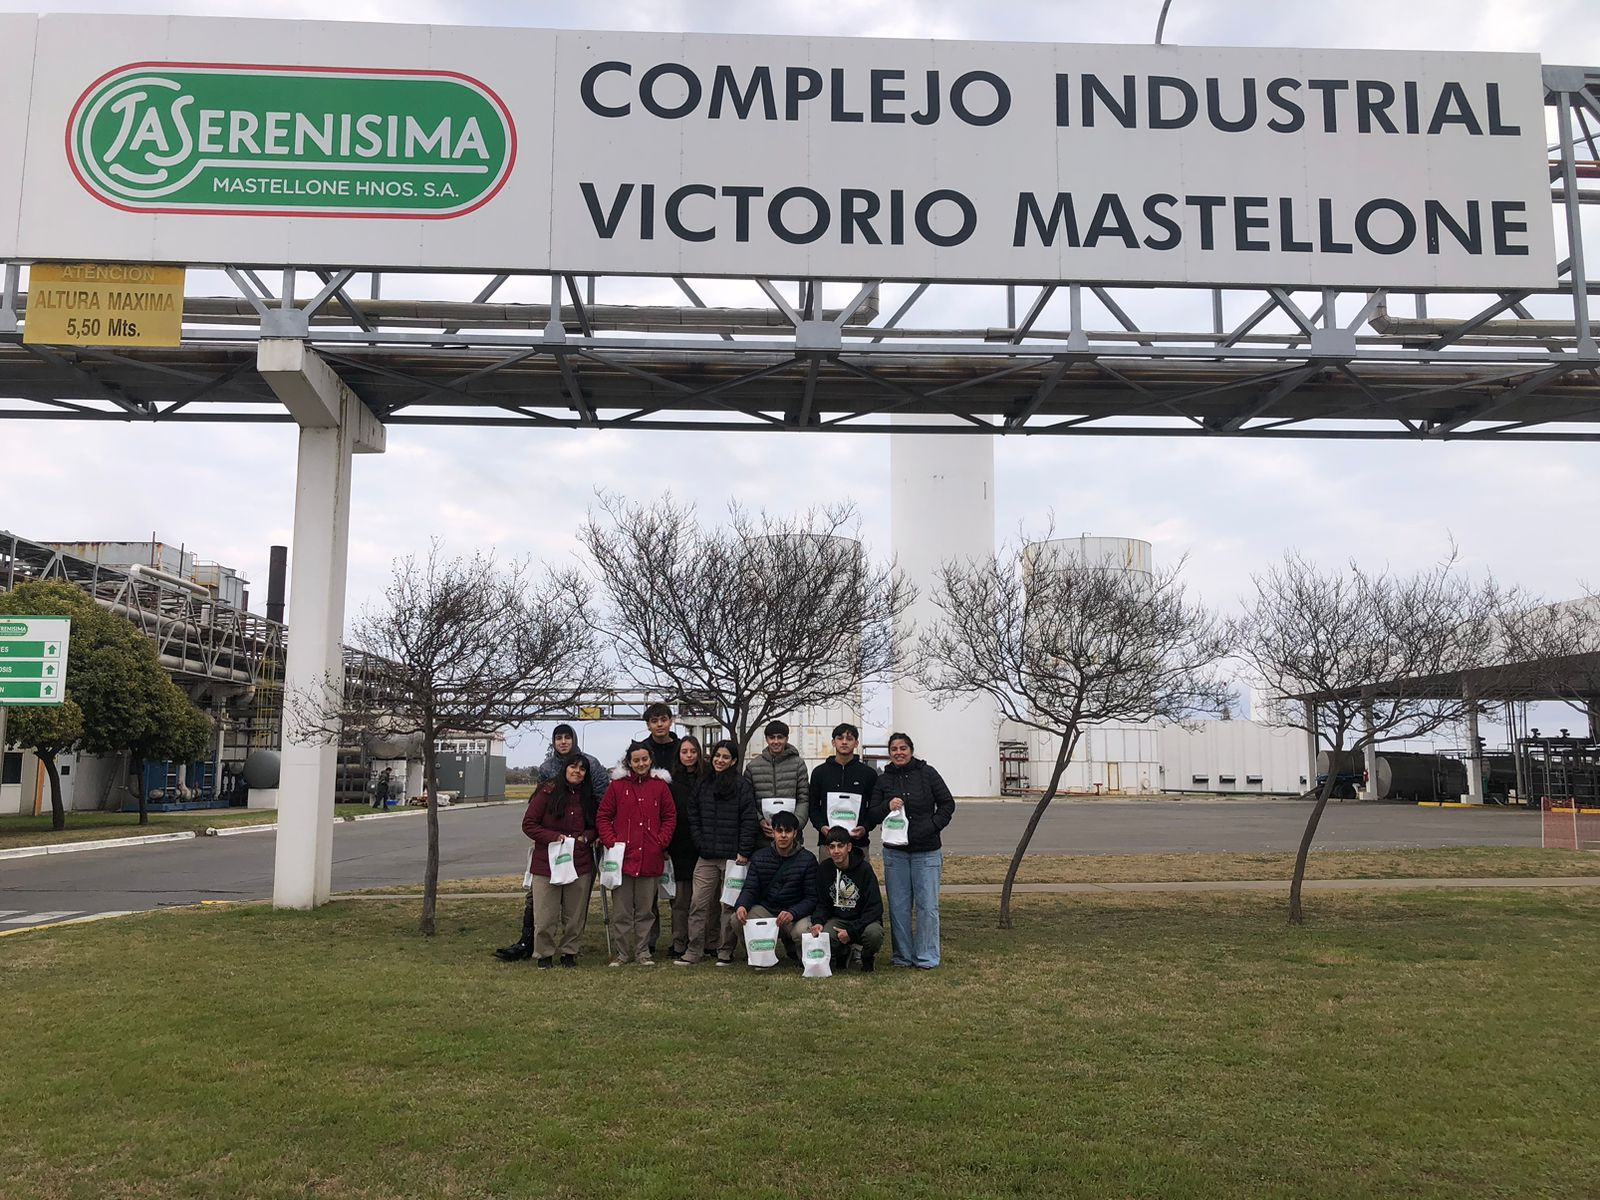 LA SERENISIMA
MASTELLONE HNOS. S.A.
COMPLEJO INDUSTRIAL
VICTORIO MASTELLONE
ATENCION
ALTURA MAXIMA
5,50 Mts.